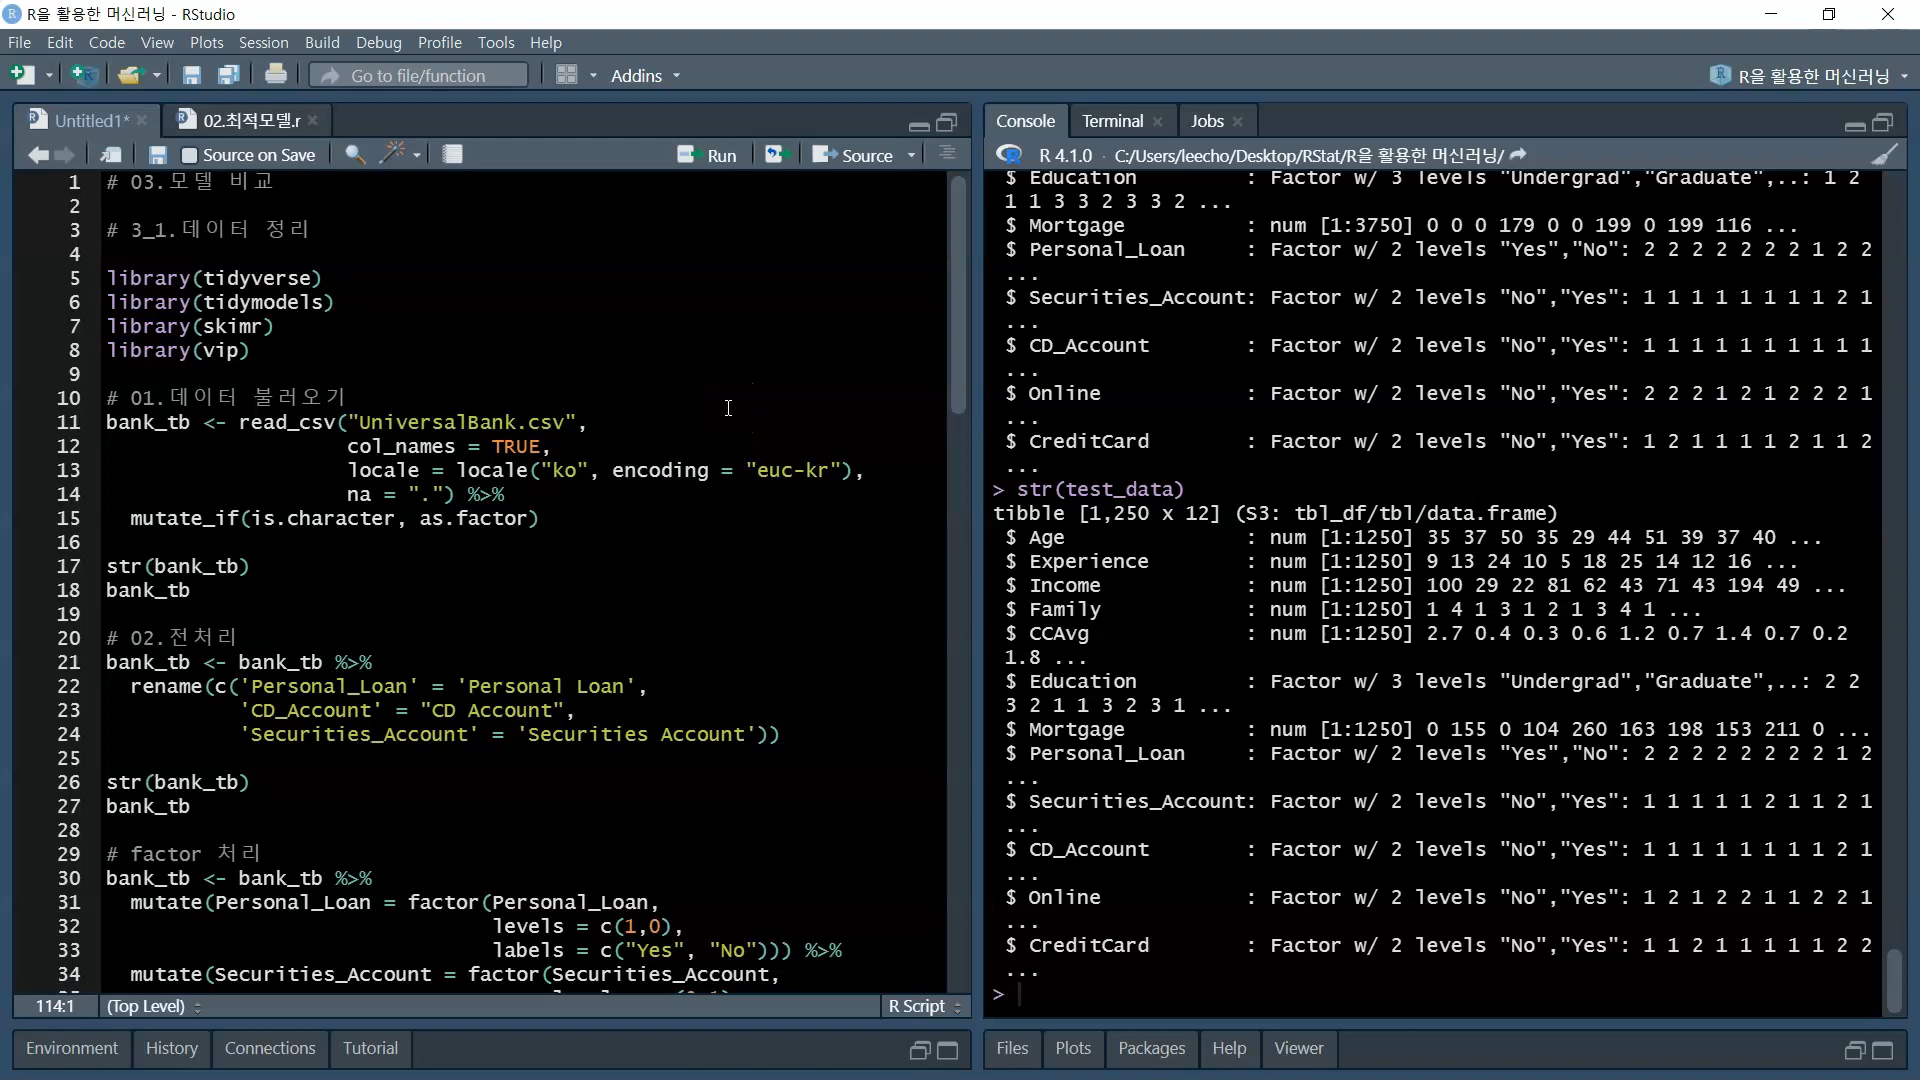 R을 활용한 머신러닝 - RStudio
File Edit Code View Plots Session Build Debug Profile Tools Help
Go to file/function Addins R을 활용한 머신러닝
Untitled1* 02.최적모델.r
Source on Save Run Source
1 # 03.모델 비교
2
3 # 3_1.데이터 정리
4
5 library(tidyverse)
6 library(tidymodels)
7 library(skimr)
8 library(vip)
9
10 # 01.데이터 불러오기
11 bank_tb <- read_csv("UniversalBank.csv",
12 col_names = TRUE,
13 locale = locale("ko", encoding = "euc-kr"),
14 na = ".") %>%
15 mutate_if(is.character, as.factor)
16
17 str(bank_tb)
18 bank_tb
19
20 # 02.전처리
21 bank_tb <- bank_tb %>%
22 rename(c('Personal_Loan' = 'Personal Loan',
23 'CD_Account' = "CD Account",
24 'Securities_Account' = 'Securities Account'))
25
26 str(bank_tb)
27 bank_tb
28
29 # factor 처리
30 bank_tb <- bank_tb %>%
31 mutate(Personal_Loan = factor(Personal_Loan,
32 levels = c(1,0),
33 labels = c("Yes", "No"))) %>%
34 mutate(Securities_Account = factor(Securities_Account,
114:1 (Top Level) R Script
Environment History Connections Tutorial
Console Terminal Jobs
R 4.1.0 · C:/Users/leecho/Desktop/RStat/R을 활용한 머신러닝/
$ Education : Factor w/ 3 levels "Undergrad","Graduate",..: 1 2
1 1 3 3 2 3 3 2 ...
$ Mortgage : num [1:3750] 0 0 0 179 0 0 199 0 199 116 ...
$ Personal_Loan : Factor w/ 2 levels "Yes","No": 2 2 2 2 2 2 2 1 2 2
...
$ Securities_Account: Factor w/ 2 levels "No","Yes": 1 1 1 1 1 1 1 1 2 1
...
$ CD_Account : Factor w/ 2 levels "No","Yes": 1 1 1 1 1 1 1 1 1 1
...
$ Online : Factor w/ 2 levels "No","Yes": 2 2 2 1 2 1 2 2 2 1
...
$ CreditCard : Factor w/ 2 levels "No","Yes": 1 2 1 1 1 1 2 1 1 2
...
> str(test_data)
tibble [1,250 x 12] (S3: tbl_df/tbl/data.frame)
$ Age : num [1:1250] 35 37 50 35 29 44 51 39 37 40 ...
$ Experience : num [1:1250] 9 13 24 10 5 18 25 14 12 16 ...
$ Income : num [1:1250] 100 29 22 81 62 43 71 43 194 49 ...
$ Family : num [1:1250] 1 4 1 3 1 2 1 3 4 1 ...
$ CCAvg : num [1:1250] 2.7 0.4 0.3 0.6 1.2 0.7 1.4 0.7 0.2
1.8 ...
$ Education : Factor w/ 3 levels "Undergrad","Graduate",..: 2 2
3 2 1 1 3 2 3 1 ...
$ Mortgage : num [1:1250] 0 155 0 104 260 163 198 153 211 0 ...
$ Personal_Loan : Factor w/ 2 levels "Yes","No": 2 2 2 2 2 2 2 2 1 2
...
$ Securities_Account: Factor w/ 2 levels "No","Yes": 1 1 1 1 1 2 1 1 2 1
...
$ CD_Account : Factor w/ 2 levels "No","Yes": 1 1 1 1 1 1 1 1 2 1
...
$ Online : Factor w/ 2 levels "No","Yes": 1 2 1 2 2 1 1 2 2 1
...
$ CreditCard : Factor w/ 2 levels "No","Yes": 1 1 2 1 1 1 1 1 2 2
...
>
Files Plots Packages Help Viewer